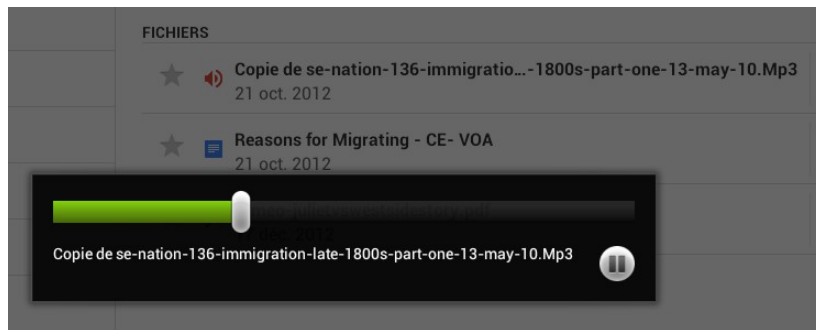 FICHIERS
Copie de se-nation-136-immigratio...-1800s-part-one-13-may-10.Mp3
21 oct. 2012
Reasons for Migrating - CE- VOA
21 oct. 2012
déc. 2012
Copie de se-nation-136-immigration-late-1800s-part-one-13-may-10.Mp3